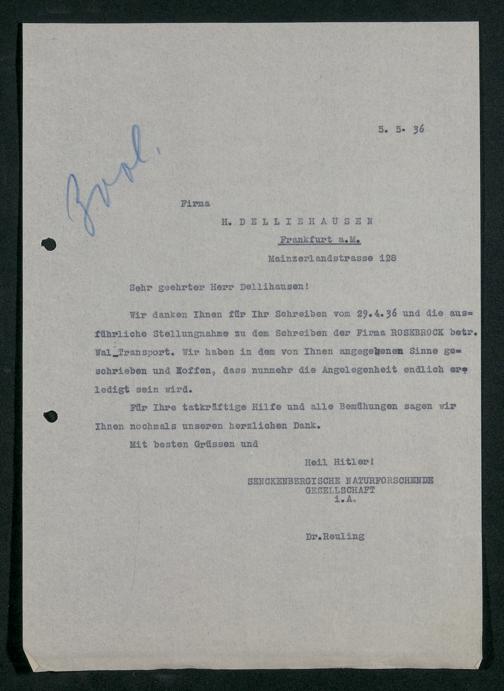 5. 5. 36
Zool.
Firma
H. DELLIEHAUSEN
Frankfurt a.M.
Mainzerlandstrasse 128
Sehr geehrter Herr Dellihausen!
Wir danken Ihnen für Ihr Schreiben vom 29.4.36 und die aus=
führliche Stellungnahme zu dem Schreiben der Firma ROSEBROCK betr.
Wal_Transport. Wir haben in dem von Ihnen angegebenen Sinne ge=
schrieben und Hoffen, dass nunmehr die Angelegenheit endlich er=
ledigt sein wird.
Für Ihre tatkräftige Hilfe und alle Bemühungen sagen wir
Ihnen nochmals unseren herzlichen Dank.
Mit besten Grüssen und
Heil Hitler!
SENCKENBERGISCHE NATURFORSCHENDE
GESELLSCHAFT
i.A.
Dr.Reuling